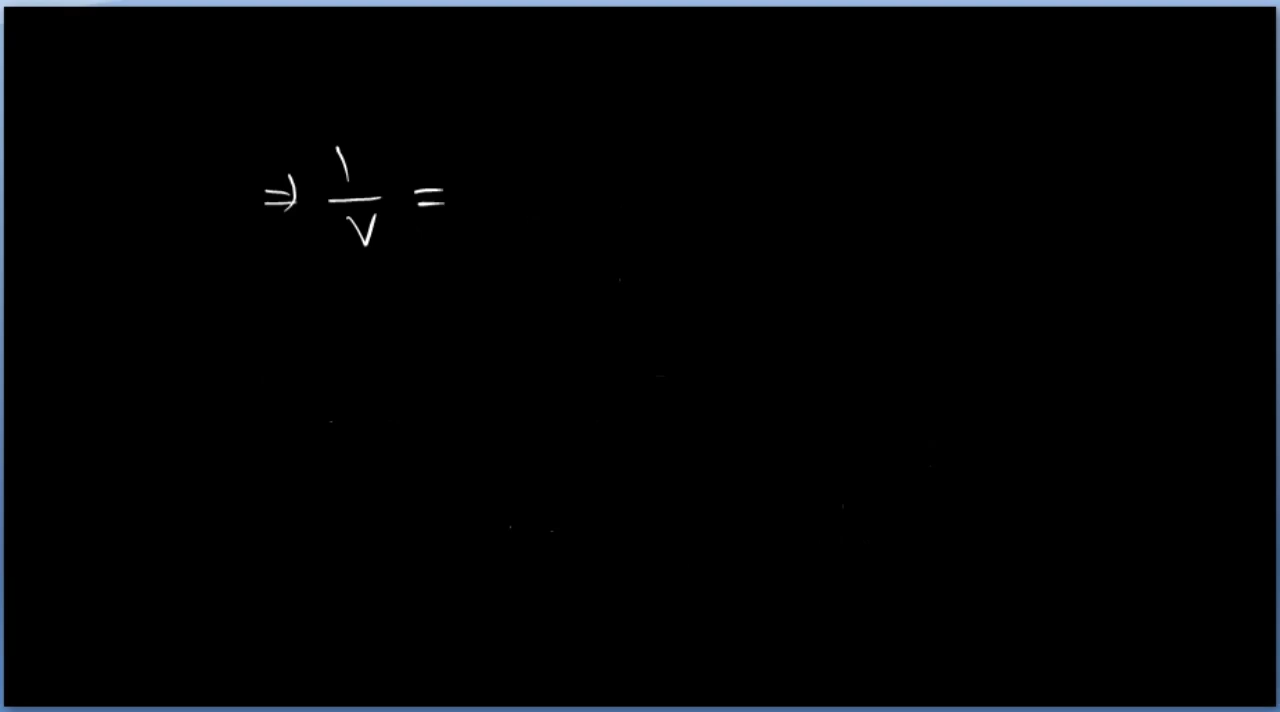 ⇒ 1/v =